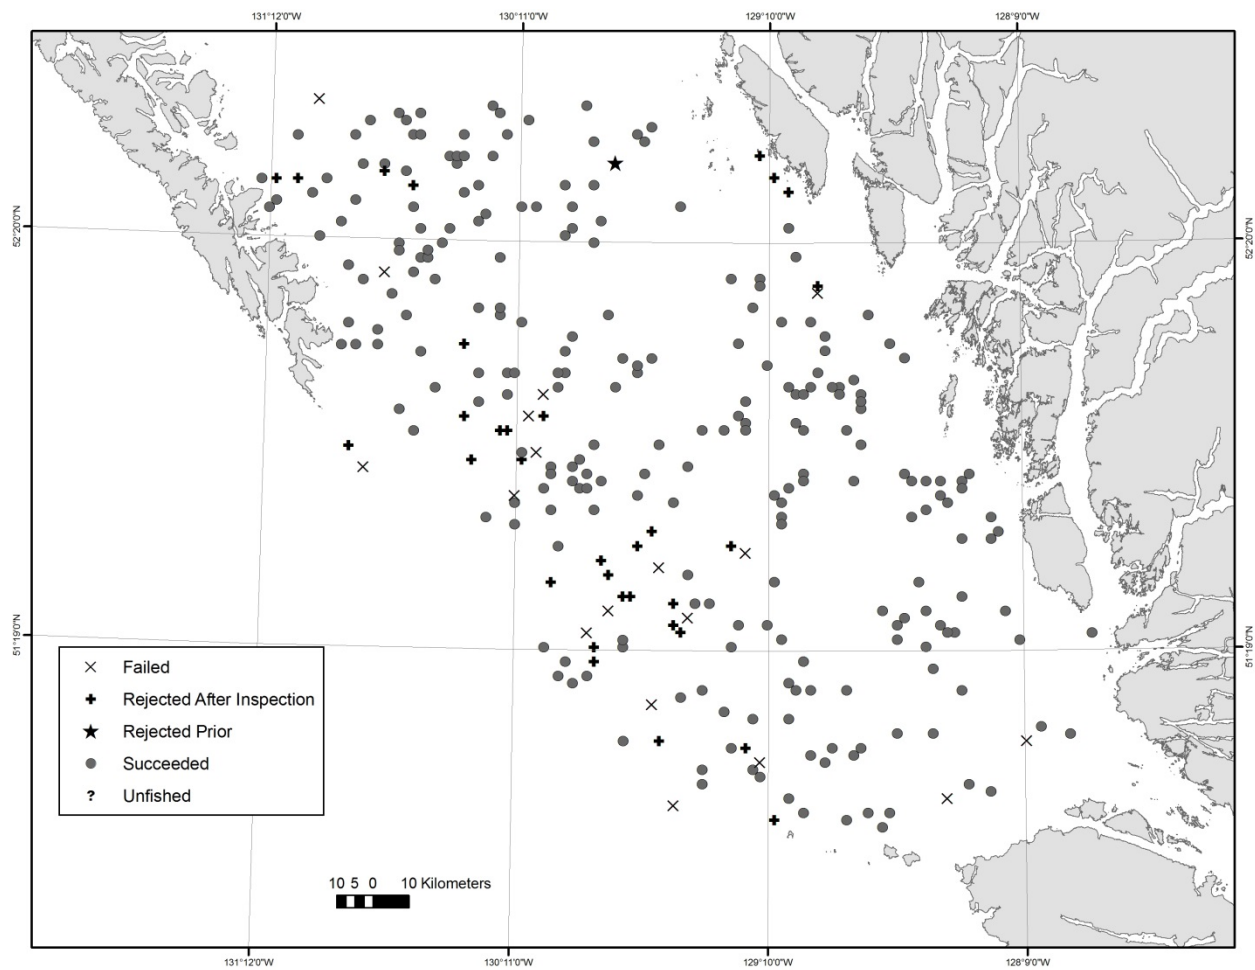 131°12'0"W 130°11'0"W 129°10'0"W 128°9'0"W
52°20'0"N
52°20'0"N
51°19'0"N
51°19'0"N
Failed
Rejected After Inspection
Rejected Prior
Succeeded
? Unfished
10 5 0 10 Kilometers
131°12'0"W 130°11'0"W 129°10'0"W 128°9'0"W